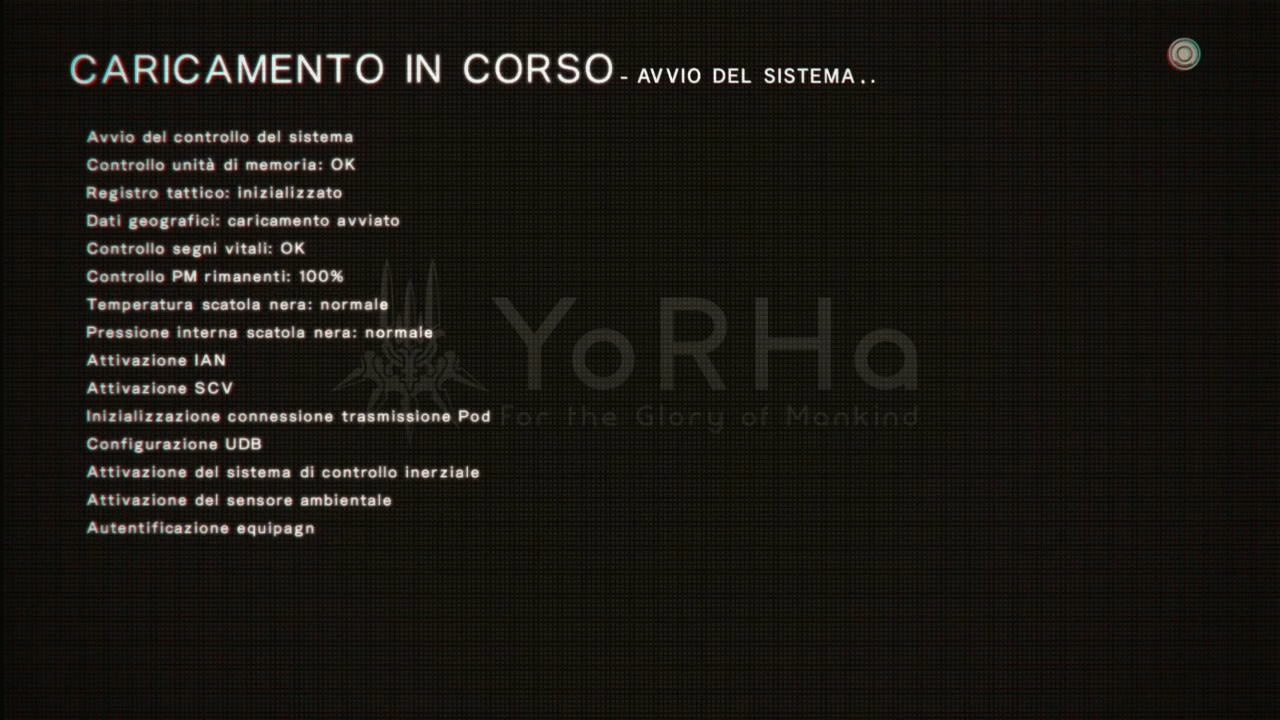 CARICAMENTO IN CORSO - AVVIO DEL SISTEMA..
Avvio del controllo del sistema
Controllo unità di memoria: OK
Registro tattico: inizializzato
Dati geografici: caricamento avviato
Controllo segni vitali: OK
Controllo PM rimanenti: 100%
Temperatura scatola nera: normale
Pressione interna scatola nera: normale
Attivazione IAN
Attivazione SCV
Inizializzazione connessione trasmissione Pod
Configurazione UDB
Attivazione del sistema di controllo inerziale
Attivazione del sensore ambientale
Autentificazione equipagn
YoRHa
For the Glory of Mankind